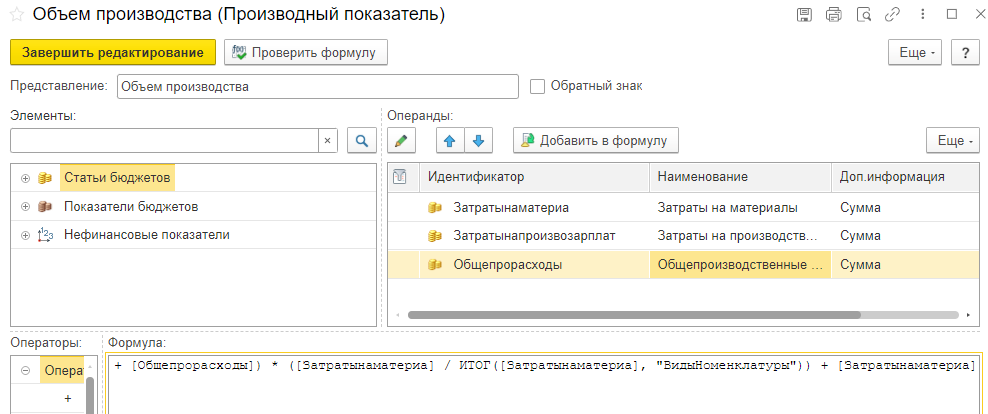 Объем производства (Производный показатель)
Завершить редактирование
Проверить формулу
Еще
?
Представление:
Объем производства
Обратный знак
Элементы:
Операнды:
Добавить в формулу
Еще
Идентификатор
Наименование
Доп.информация
Статьи бюджетов
Показатели бюджетов
Нефинансовые показатели
Затратынаматериа
Затраты на материалы
Сумма
Затратынапроизвозарплат
Затраты на производств...
Сумма
Общепрорасходы
Общепроизводственные ...
Сумма
Операторы:
Формула:
Опера
+
+ [Общепрорасходы]) * ([Затратынаматериа] / ИТОГ([Затратынаматериа], "ВидыНоменклатуры")) + [Затратынаматериа]